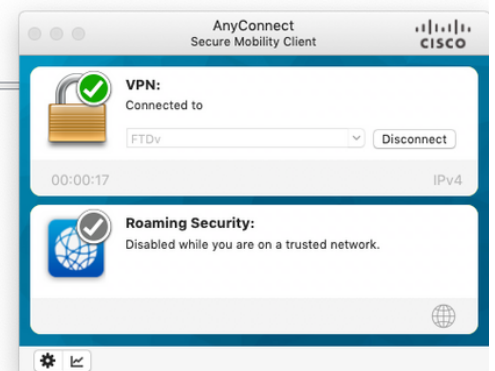 AnyConnect
Secure Mobility Client
CISCO
VPN:
Connected to
FTDv
Disconnect
00:00:17
IPv4
Roaming Security:
Disabled while you are on a trusted network.